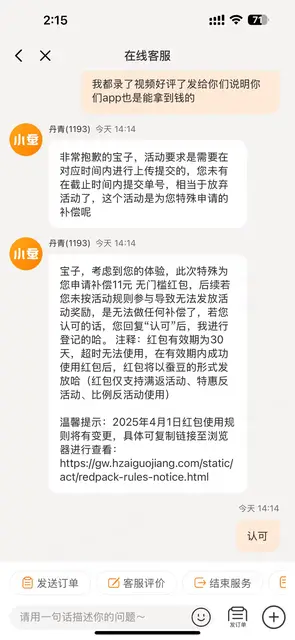 2:15
71
在线客服
我都录了视频好评了发给你们说明你
们app也是能拿到钱的
小蚕
丹青(1193) 今天 14:14
非常抱歉的宝子，活动要求是需要在
对应时间内进行上传提交的，您未有
在截止时间内提交单号，相当于放弃
活动了，这个活动是为您特殊申请的
补偿呢
小蚕
丹青(1193) 今天 14:14
宝子，考虑到您的体验，此次特殊为
您申请补偿11元 无门槛红包，后续若
您未按活动规则参与导致无法发放活
动奖励，是无法做任何补偿了，若您
认可的话，您回复“认可”后，我进行
登记的哈。 注释：红包有效期为30
天，超时无法使用，在有效期内成功
使用红包后，红包将以蚕豆的形式发
放哈（红包仅支持满返活动、特惠反
活动、比例反活动使用）
温馨提示：2025年4月1日红包使用规
则将有变更，具体可复制链接至浏览
器进行查看：
https://gw.hzaiguojiang.com/static/
act/redpack-rules-notice.html
今天 14:14
认可
发送订单
客服评价
结束服务
请用一句话描述你的问题～
发订单